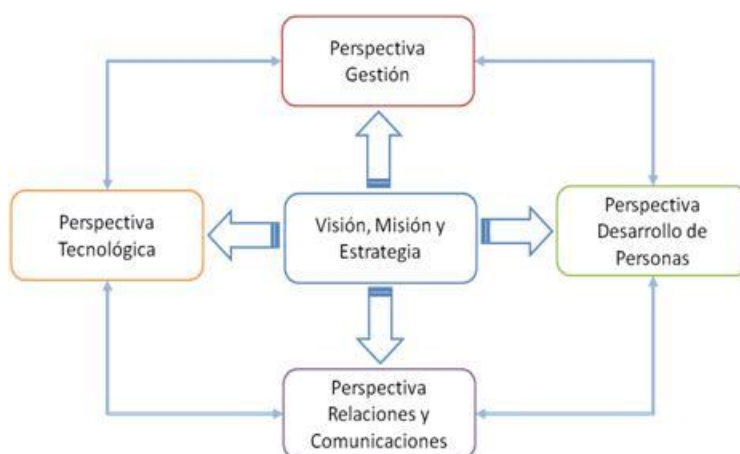 Perspectiva
Gestión
Perspectiva
Tecnológica
Visión, Misión y
Estrategia
Perspectiva
Desarrollo de
Personas
Perspectiva
Relaciones y
Comunicaciones